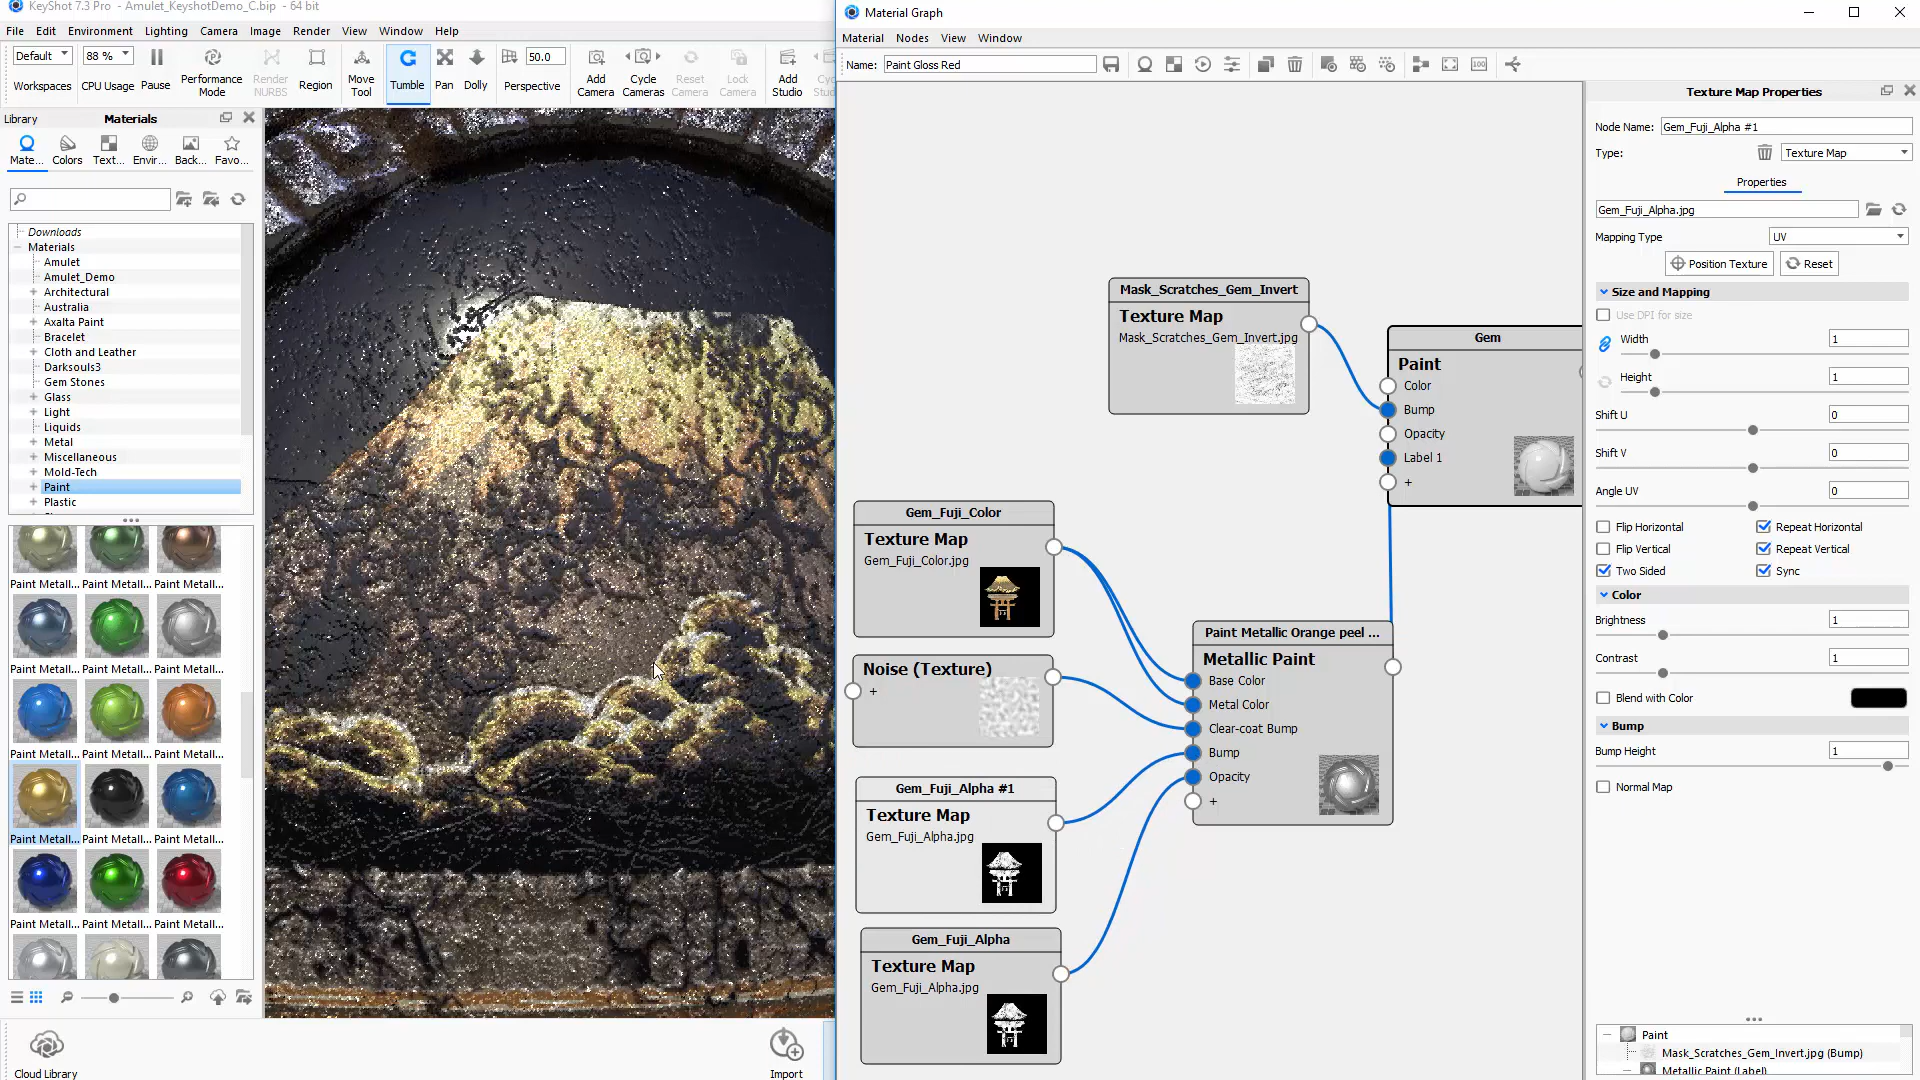 KeyShot 7.3 Pro - Amulet_KeyshotDemo_C.bip - 64 bit
File Edit Environment Lighting Camera Image Render View Window Help
Default 88 % 50.0
Workspaces CPU Usage Pause Performance Mode Render NURBS Region Move Tool Tumble Pan Dolly Perspective Add Camera Cycle Cameras Reset Camera Lock Camera Add Studio
Library Materials
Mate... Colors Text... Envir... Back... Favo...
Downloads
Materials
Amulet
Amulet_Demo
Architectural
Australia
Axalta Paint
Bracelet
Cloth and Leather
Darksouls3
Gem Stones
Glass
Light
Liquids
Metal
Miscellaneous
Mold-Tech
Paint
Plastic
Paint Metall... Paint Metall... Paint Metall...
Paint Metall... Paint Metall... Paint Metall...
Paint Metall... Paint Metall... Paint Metall...
Paint Metall... Paint Metall... Paint Metall...
Paint Metall... Paint Metall... Paint Metall...
Cloud Library
Import
Material Graph
Material Nodes View Window
Name: Paint Gloss Red
100
Mask_Scratches_Gem_Invert
Texture Map
Mask_Scratches_Gem_Invert.jpg
Gem
Paint
Color
Bump
Opacity
Label 1
+
Gem_Fuji_Color
Texture Map
Gem_Fuji_Color.jpg
Noise (Texture)
+
Gem_Fuji_Alpha #1
Texture Map
Gem_Fuji_Alpha.jpg
Gem_Fuji_Alpha
Texture Map
Gem_Fuji_Alpha.jpg
Paint Metallic Orange peel ...
Metallic Paint
Base Color
Metal Color
Clear-coat Bump
Bump
Opacity
+
Texture Map Properties
Node Name: Gem_Fuji_Alpha #1
Type: Texture Map
Properties
Gem_Fuji_Alpha.jpg
Mapping Type UV
Position Texture Reset
Size and Mapping
Use DPI for size
Width 1
Height 1
Shift U 0
Shift V 0
Angle UV 0
Flip Horizontal Repeat Horizontal
Flip Vertical Repeat Vertical
Two Sided Sync
Color
Brightness 1
Contrast 1
Blend with Color
Bump
Bump Height 1
Normal Map
Paint
Mask_Scratches_Gem_Invert.jpg (Bump)
Metallic Paint (Label)